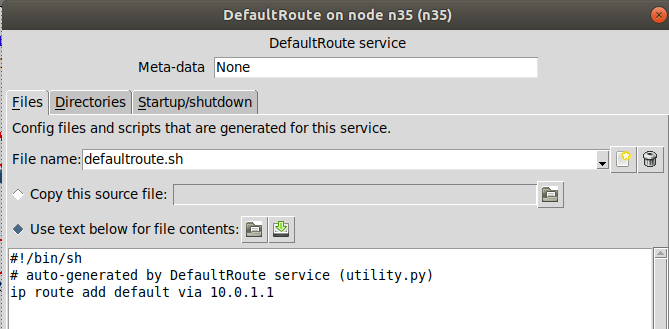 DefaultRoute on node n35 (n35)
DefaultRoute service
Meta-data None
Files Directories Startup/shutdown
Config files and scripts that are generated for this service.
File name: defaultroute.sh
Copy this source file:
Use text below for file contents:
#!/bin/sh
# auto-generated by DefaultRoute service (utility.py)
ip route add default via 10.0.1.1